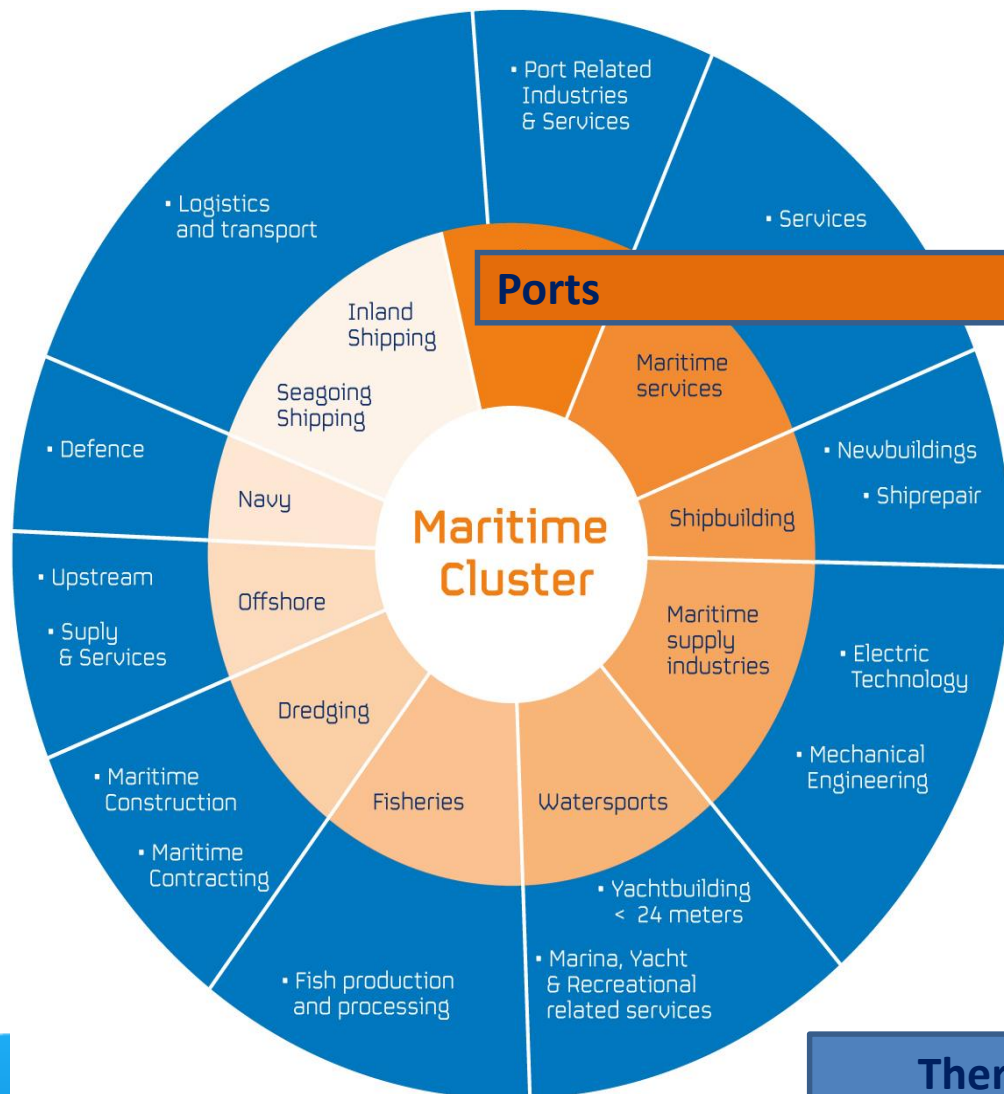 ▪ Port Related
Industries
& Services
▪ Services
▪ Logistics
and transport
Ports
Inland
Shipping
Seagoing
Shipping
Maritime
services
▪ Defence
Navy
▪ Newbuildings
▪ Shiprepair
Shipbuilding
Maritime
Cluster
▪ Upstream
▪ Suply
& Services
Offshore
Maritime
supply
industries
▪ Electric
Technology
▪ Mechanical
Engineering
Dredging
▪ Maritime
Construction
▪ Maritime
Contracting
Fisheries
Watersports
▪ Yachtbuilding
< 24 meters
▪ Marina, Yacht
& Recreational
related services
▪ Fish production
and processing